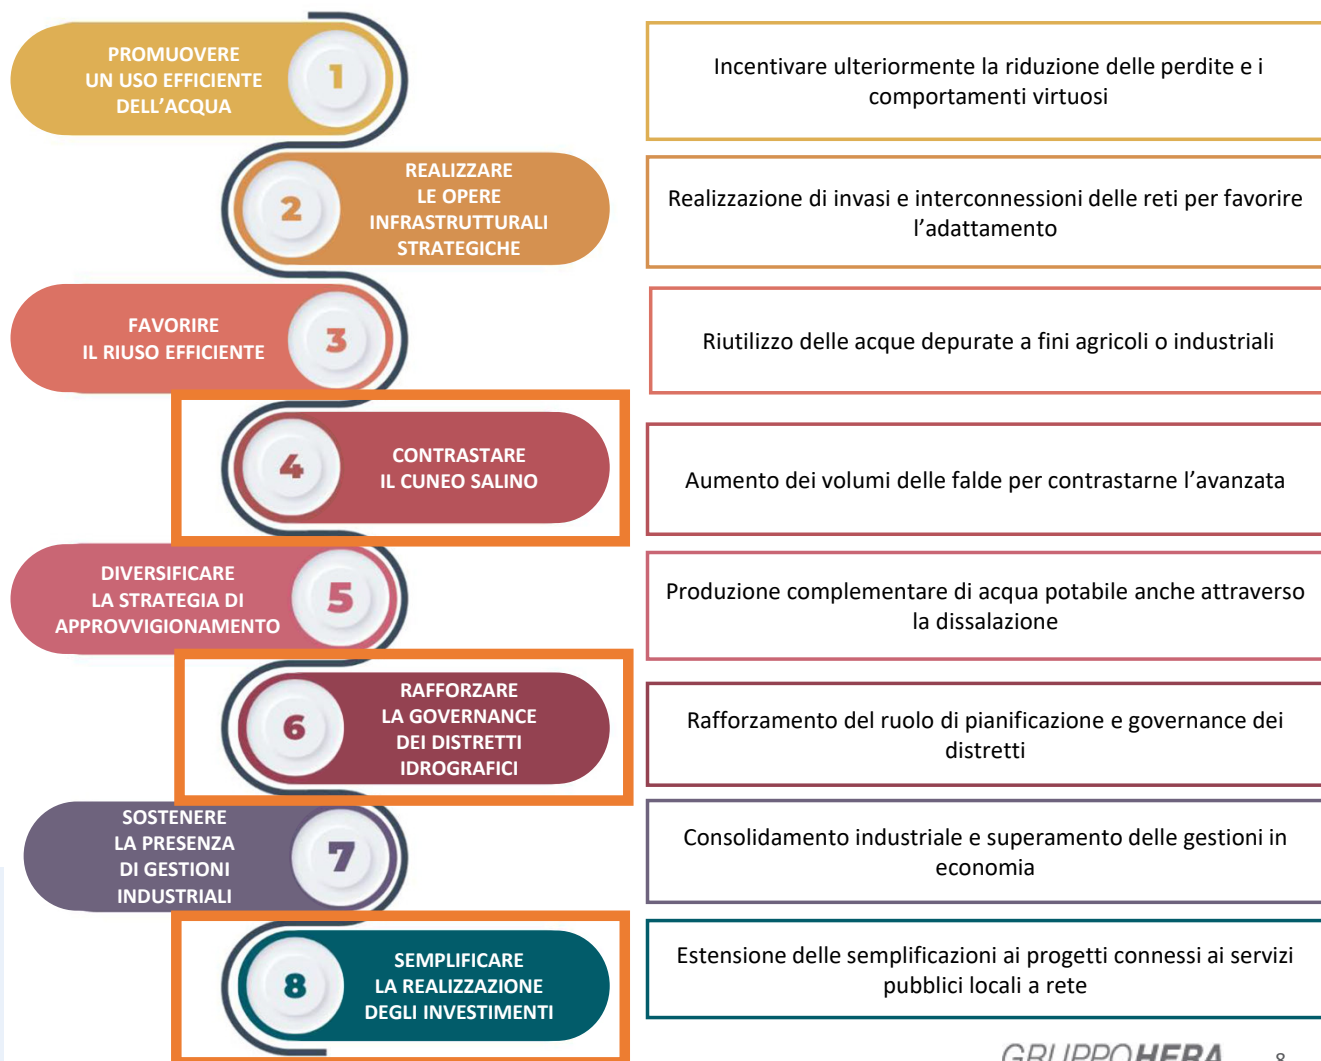 PROMUOVERE
UN USO EFFICIENTE
DELL'ACQUA
1
Incentivare ulteriormente la riduzione delle perdite e i
comportamenti virtuosi
2
REALIZZARE
LE OPERE
INFRASTRUTTURALI
STRATEGICHE
Realizzazione di invasi e interconnessioni delle reti per favorire
l'adattamento
FAVORIRE
IL RIUSO EFFICIENTE
3
Riutilizzo delle acque depurate a fini agricoli o industriali
4
CONTRASTARE
IL CUNEO SALINO
Aumento dei volumi delle falde per contrastarne l'avanzata
DIVERSIFICARE
LA STRATEGIA DI
APPROVVIGIONAMENTO
5
Produzione complementare di acqua potabile anche attraverso
la dissalazione
6
RAFFORZARE
LA GOVERNANCE
DEI DISTRETTI
IDROGRAFICI
Rafforzamento del ruolo di pianificazione e governance dei
distretti
SOSTENERE
LA PRESENZA
DI GESTIONI
INDUSTRIALI
7
Consolidamento industriale e superamento delle gestioni in
economia
8
SEMPLIFICARE
LA REALIZZAZIONE
DEGLI INVESTIMENTI
Estensione delle semplificazioni ai progetti connessi ai servizi
pubblici locali a rete
GRUPPOHERA
8